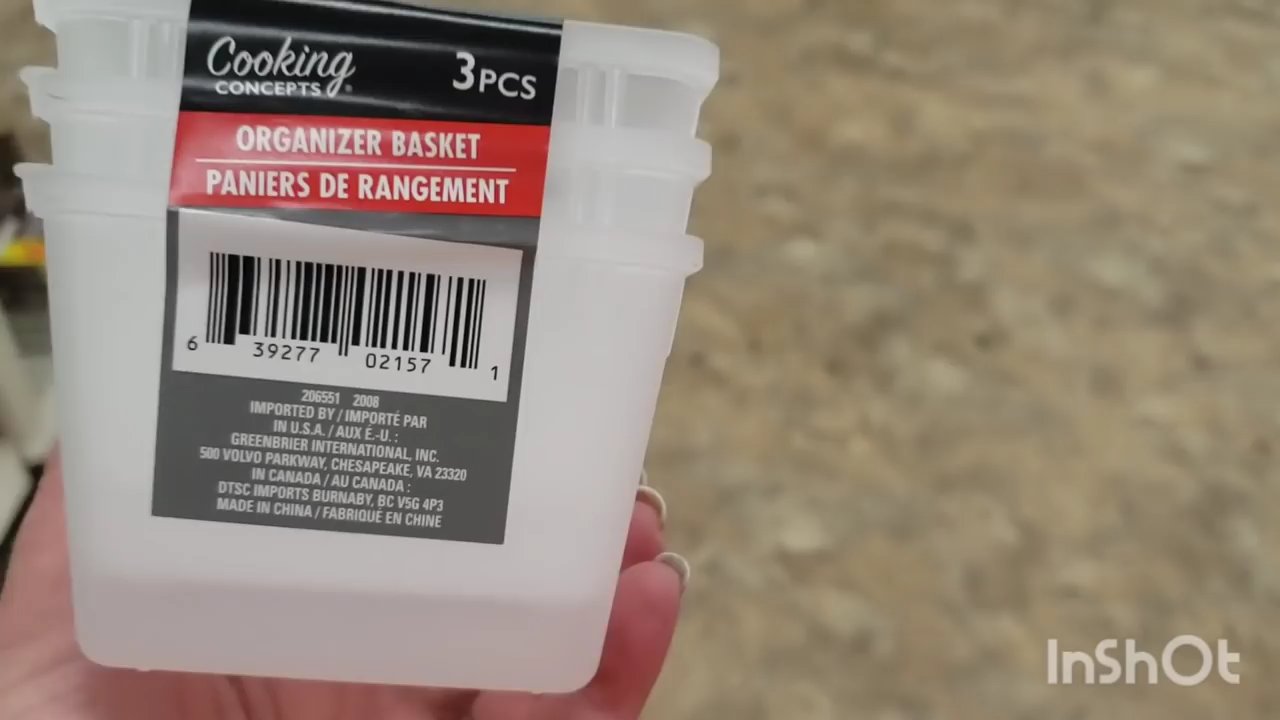 Cooking
CONCEPTS®
3PCS
ORGANIZER BASKET
PANIERS DE RANGEMENT
6 39277 02157 1
206551 2008
IMPORTED BY / IMPORTÉ PAR
IN U.S.A. / AUX É.-U. :
GREENBRIER INTERNATIONAL, INC.
500 VOLVO PARKWAY, CHESAPEAKE, VA 23320
IN CANADA / AU CANADA :
DTSC IMPORTS BURNABY, BC V5G 4P3
MADE IN CHINA / FABRIQUÉ EN CHINE
InShOt